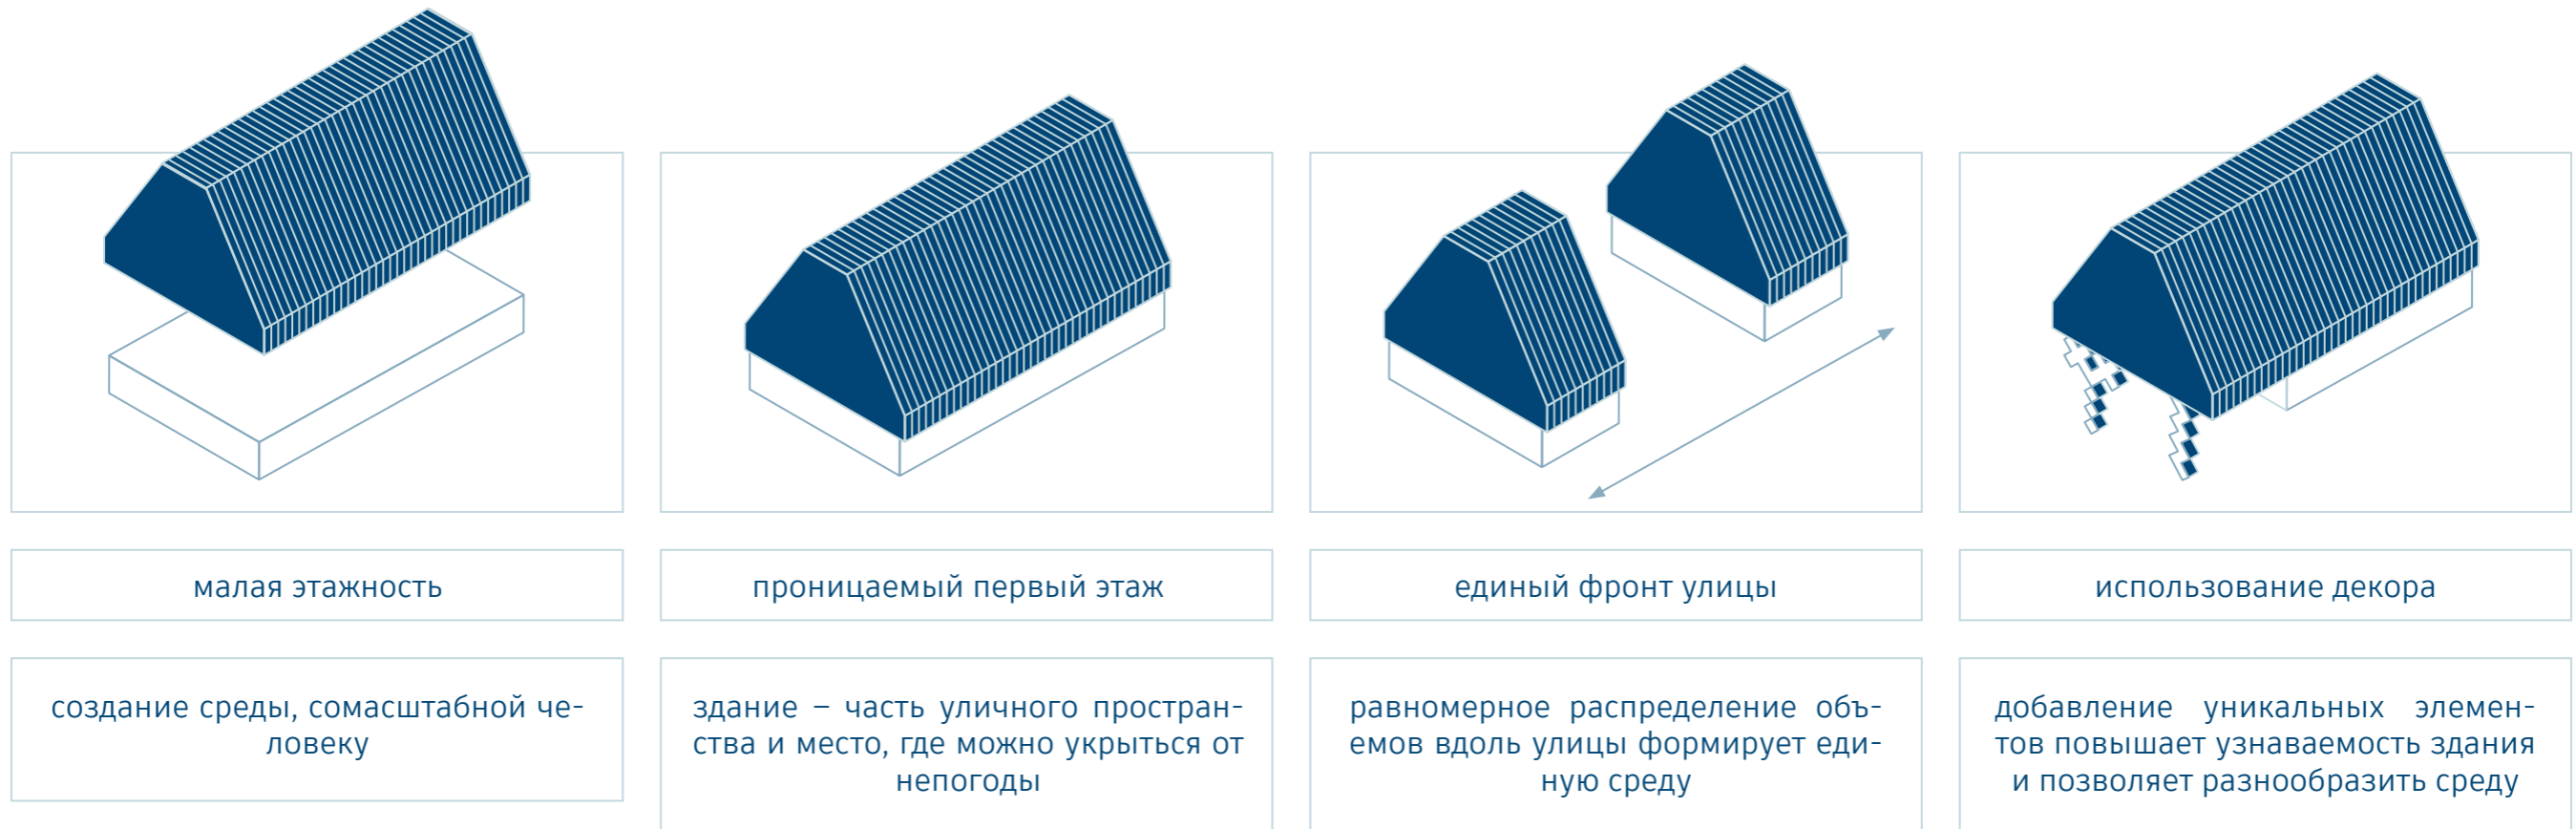 малая этажность
проницаемый первый этаж
единый фронт улицы
использование декора
создание среды, сомасштабной че-
ловеку
здание – часть уличного простран-
ства и место, где можно укрыться от
непогоды
равномерное распределение объ-
емов вдоль улицы формирует еди-
ную среду
добавление уникальных элемен-
тов повышает узнаваемость здания
и позволяет разнообразить среду